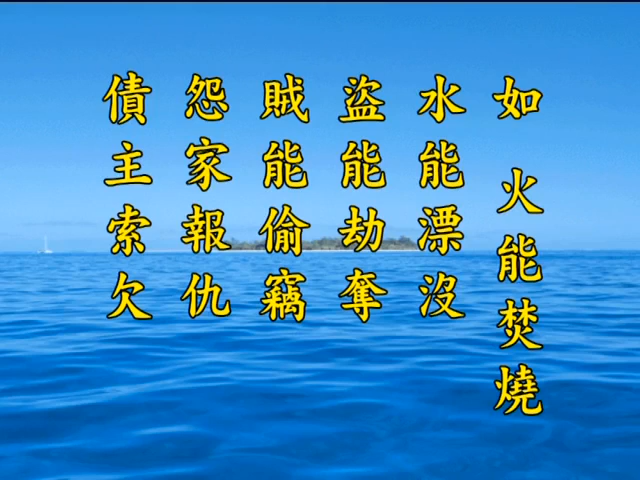 如 火能焚燒
水能漂沒
盜能劫奪
賊能偷竊
怨家報仇
債主索欠